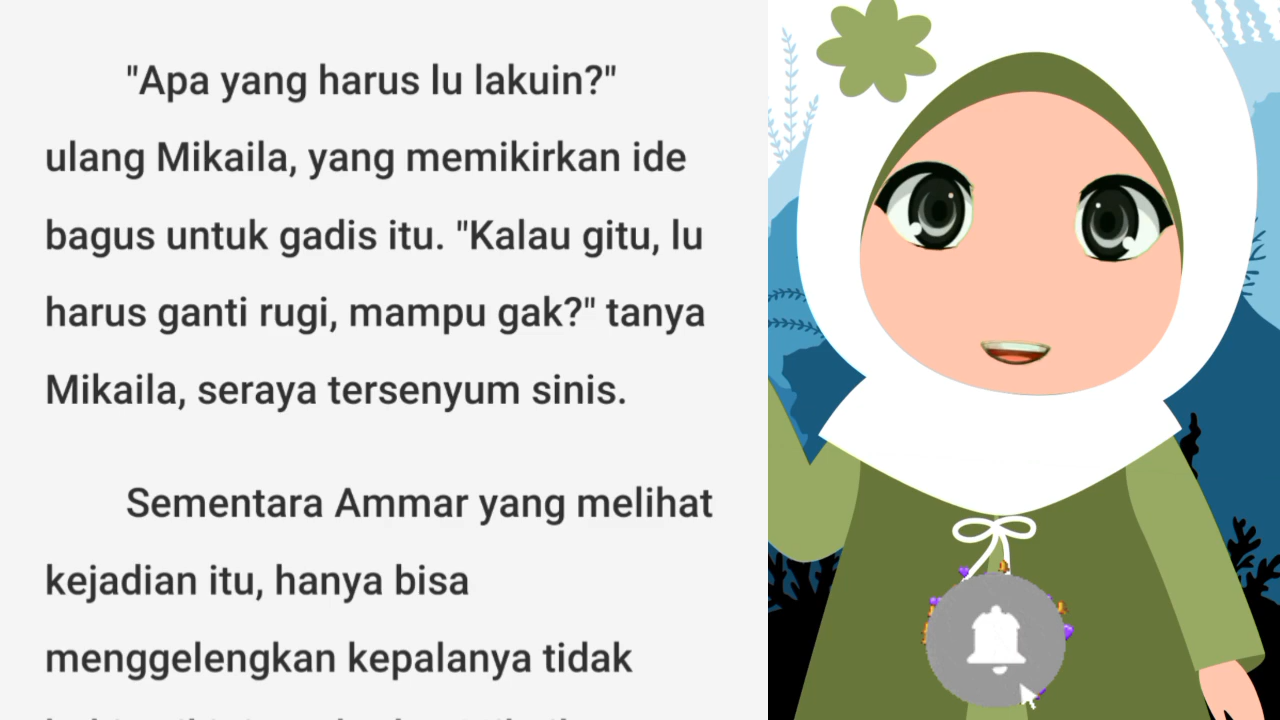 "Apa yang harus lu lakuin?"
ulang Mikaila, yang memikirkan ide
bagus untuk gadis itu. "Kalau gitu, lu
harus ganti rugi, mampu gak?" tanya
Mikaila, seraya tersenyum sinis.
Sementara Ammar yang melihat
kejadian itu, hanya bisa
menggelengkan kepalanya tidak